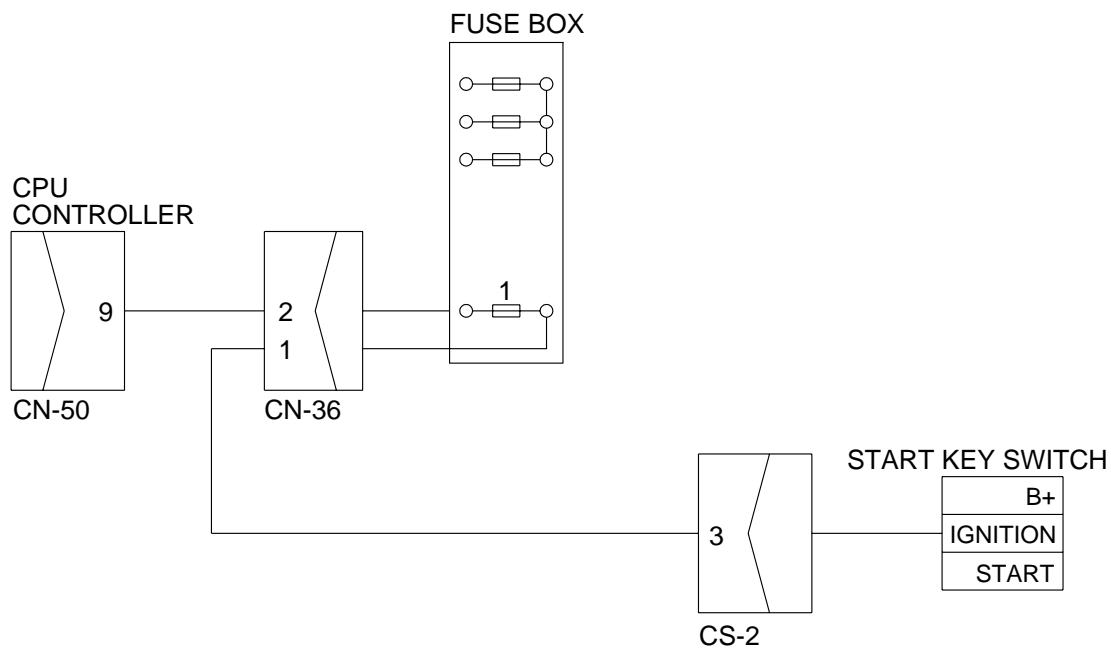 FUSE BOX
CPU
CONTROLLER
1
9
2
1
CN-50
CN-36
START KEY SWITCH
B+
3
IGNITION
START
CS-2